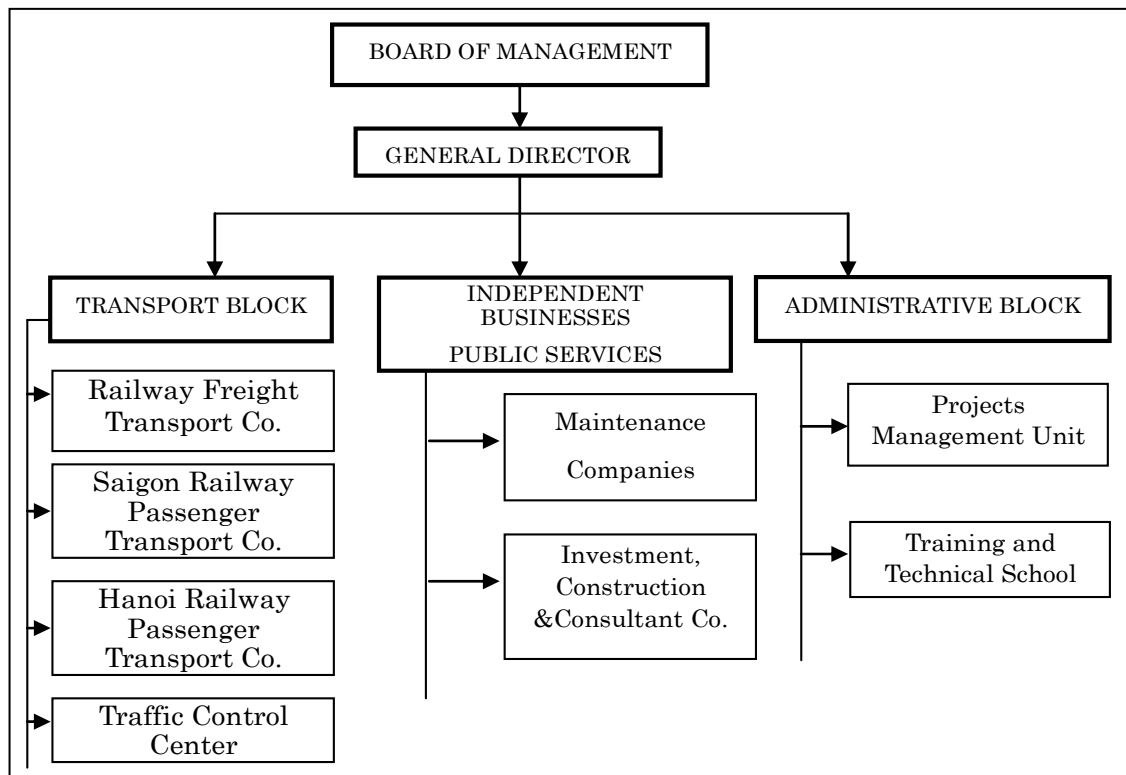 BOARD OF MANAGEMENT
GENERAL DIRECTOR
TRANSPORT BLOCK
Railway Freight
Transport Co.
Saigon Railway
Passenger
Transport Co.
Hanoi Railway
Passenger
Transport Co.
Traffic Control
Center
INDEPENDENT
BUSINESSES
PUBLIC SERVICES
Maintenance
Companies
Investment,
Construction
&Consultant Co.
ADMINISTRATIVE BLOCK
Projects
Management Unit
Training and
Technical School